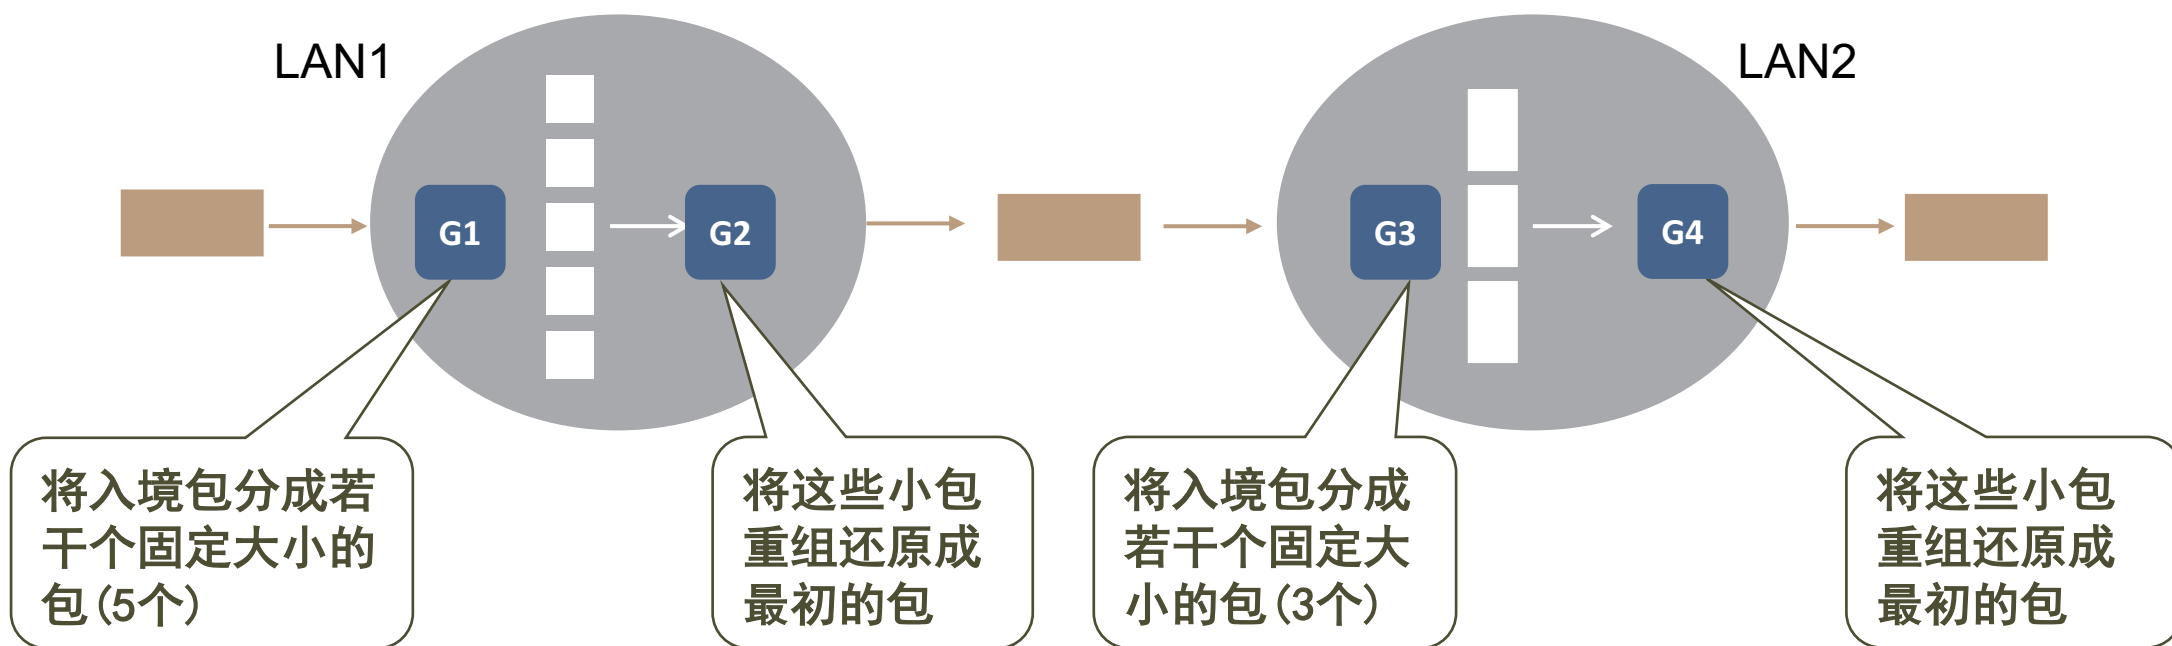 LAN1
LAN2
G1
G2
G3
G4
将入境包分成若
干个固定大小的
包(5个)
将这些小包
重组还原成
最初的包
将入境包分成
若干个固定大
小的包(3个)
将这些小包
重组还原成
最初的包